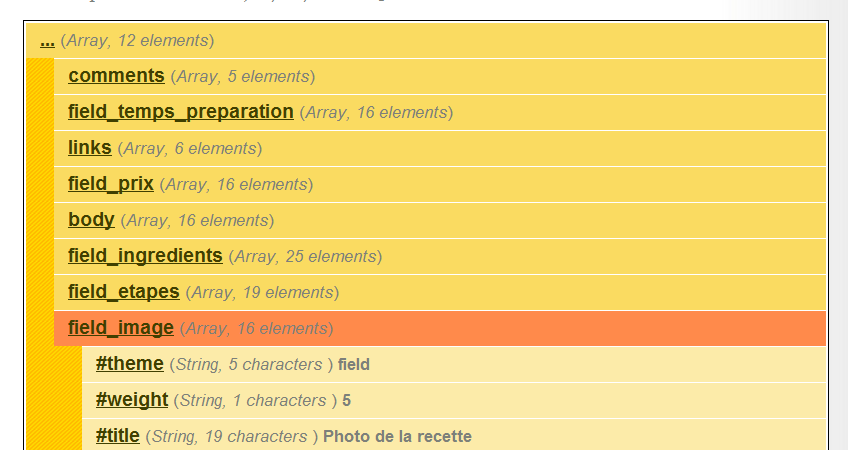 ... (Array, 12 elements)
comments (Array, 5 elements)
field_temps_preparation (Array, 16 elements)
links (Array, 6 elements)
field_prix (Array, 16 elements)
body (Array, 16 elements)
field_ingredients (Array, 25 elements)
field_etapes (Array, 19 elements)
field_image (Array, 16 elements)
#theme (String, 5 characters ) field
#weight (String, 1 characters ) 5
#title (String, 19 characters ) Photo de la recette